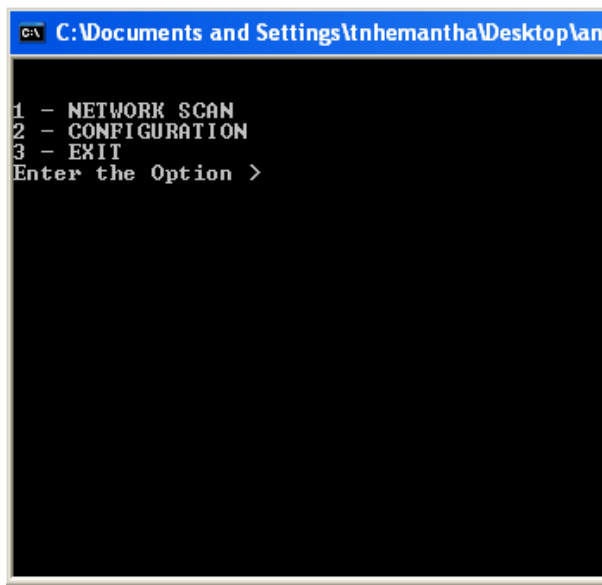 C:\Documents and Settings\tnhemantha\Desktop\an
1 - NETWORK SCAN
2 - CONFIGURATION
3 - EXIT
Enter the Option >